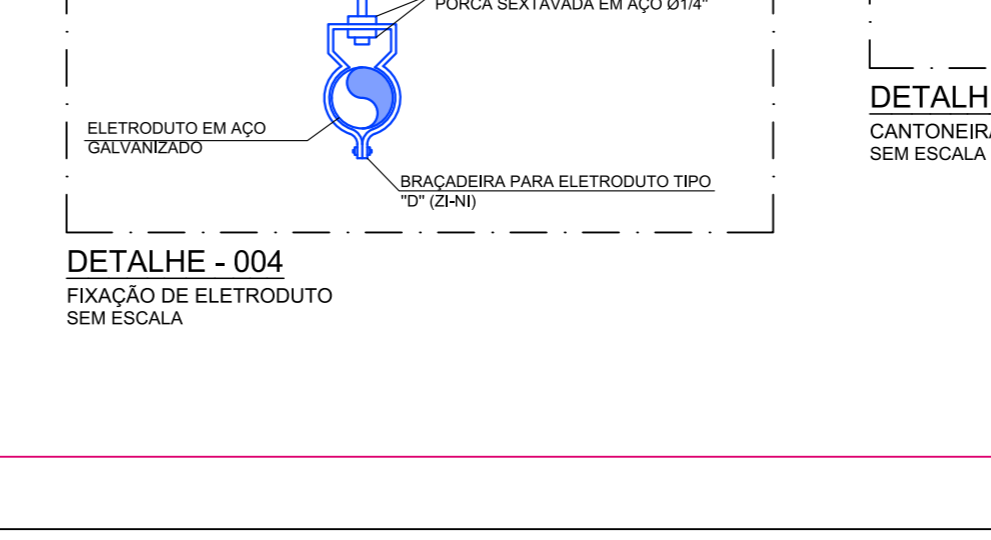 PORCA SEXTAVADA EM AÇO Ø1/4"
ELETRODUTO EM AÇO
GALVANIZADO
BRAÇADEIRA PARA ELETRODUTO TIPO
"D" (ZI-NI)
DETALHE - 004
FIXAÇÃO DE ELETRODUTO
SEM ESCALA
DETALH
CANTONEIRA
SEM ESCALA